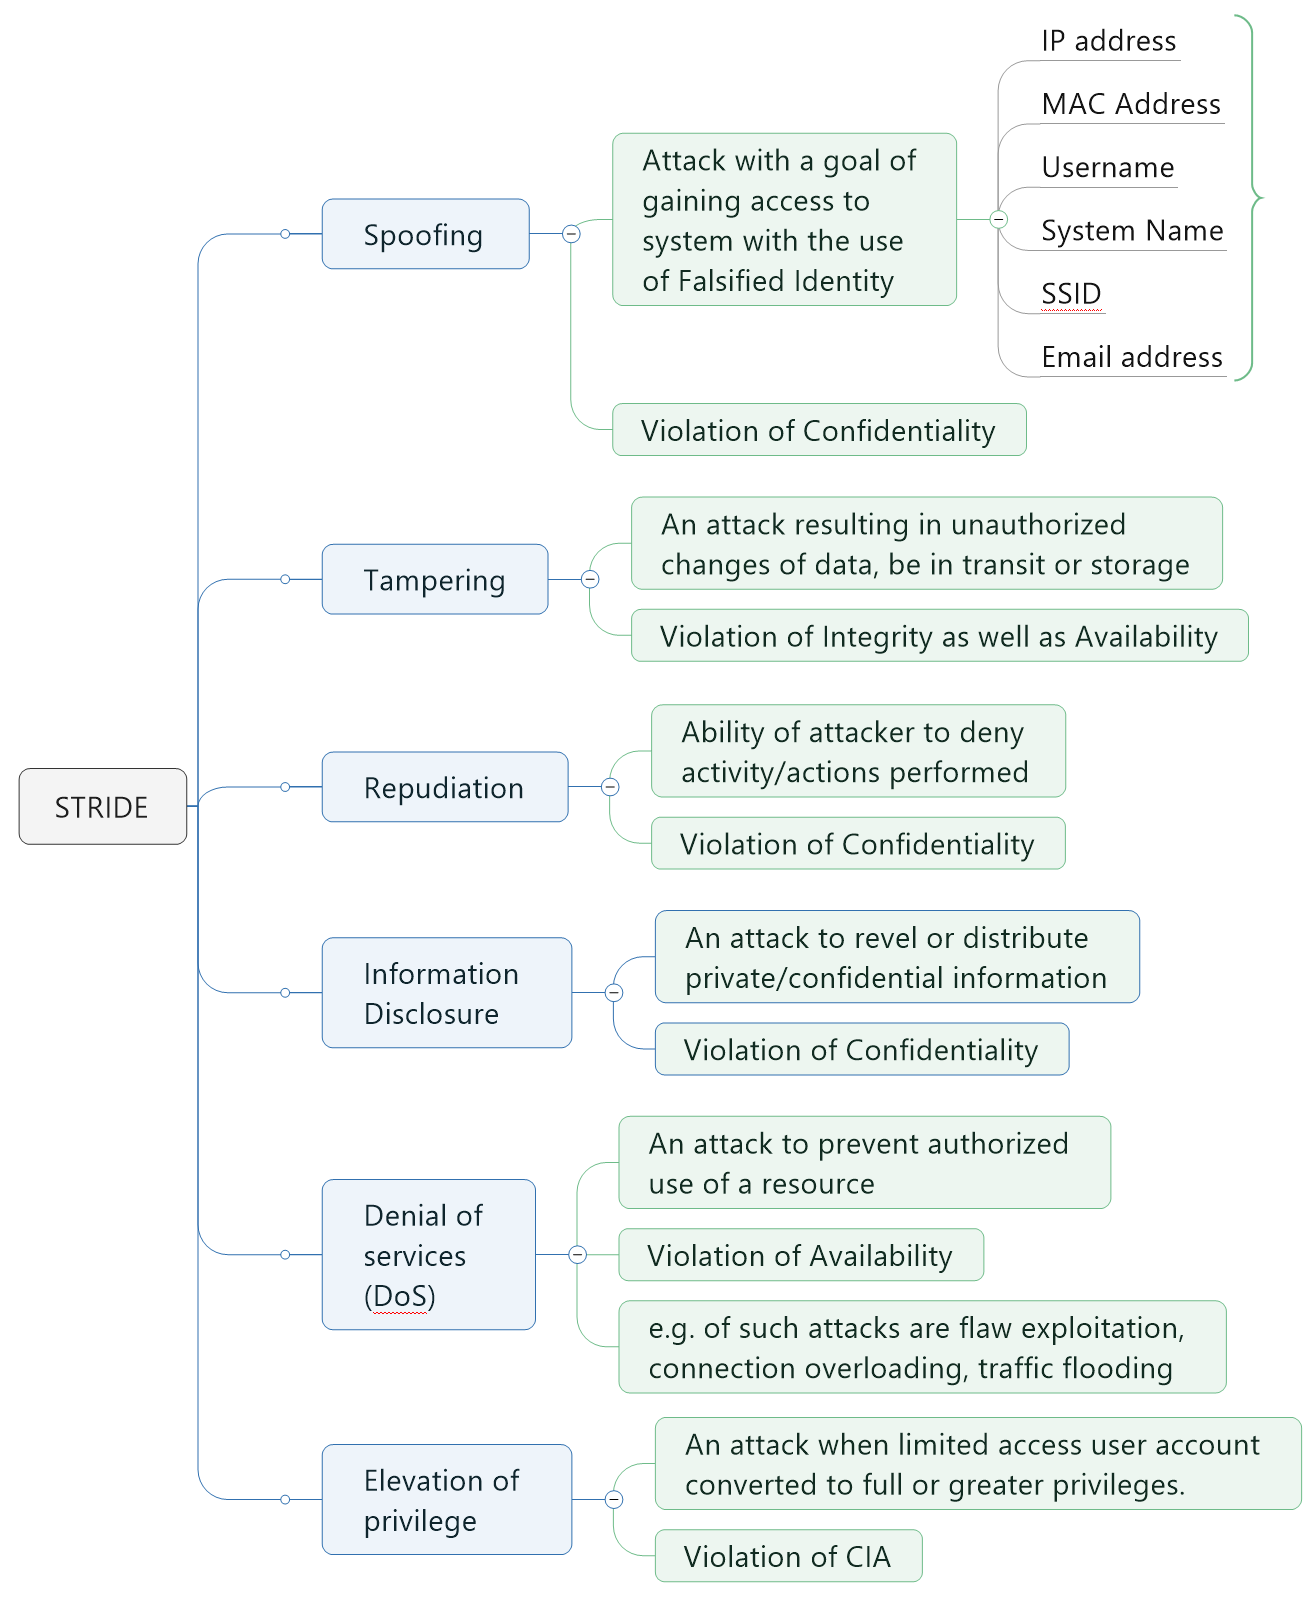 STRIDE
Spoofing
Attack with a goal of
gaining access to
system with the use
of Falsified Identity
IP address
MAC Address
Username
System Name
SSID
Email address
Violation of Confidentiality
Tampering
An attack resulting in unauthorized
changes of data, be in transit or storage
Violation of Integrity as well as Availability
Repudiation
Ability of attacker to deny
activity/actions performed
Violation of Confidentiality
Information
Disclosure
An attack to revel or distribute
private/confidential information
Violation of Confidentiality
Denial of
services
(DoS)
An attack to prevent authorized
use of a resource
Violation of Availability
e.g. of such attacks are flaw exploitation,
connection overloading, traffic flooding
Elevation of
privilege
An attack when limited access user account
converted to full or greater privileges.
Violation of CIA